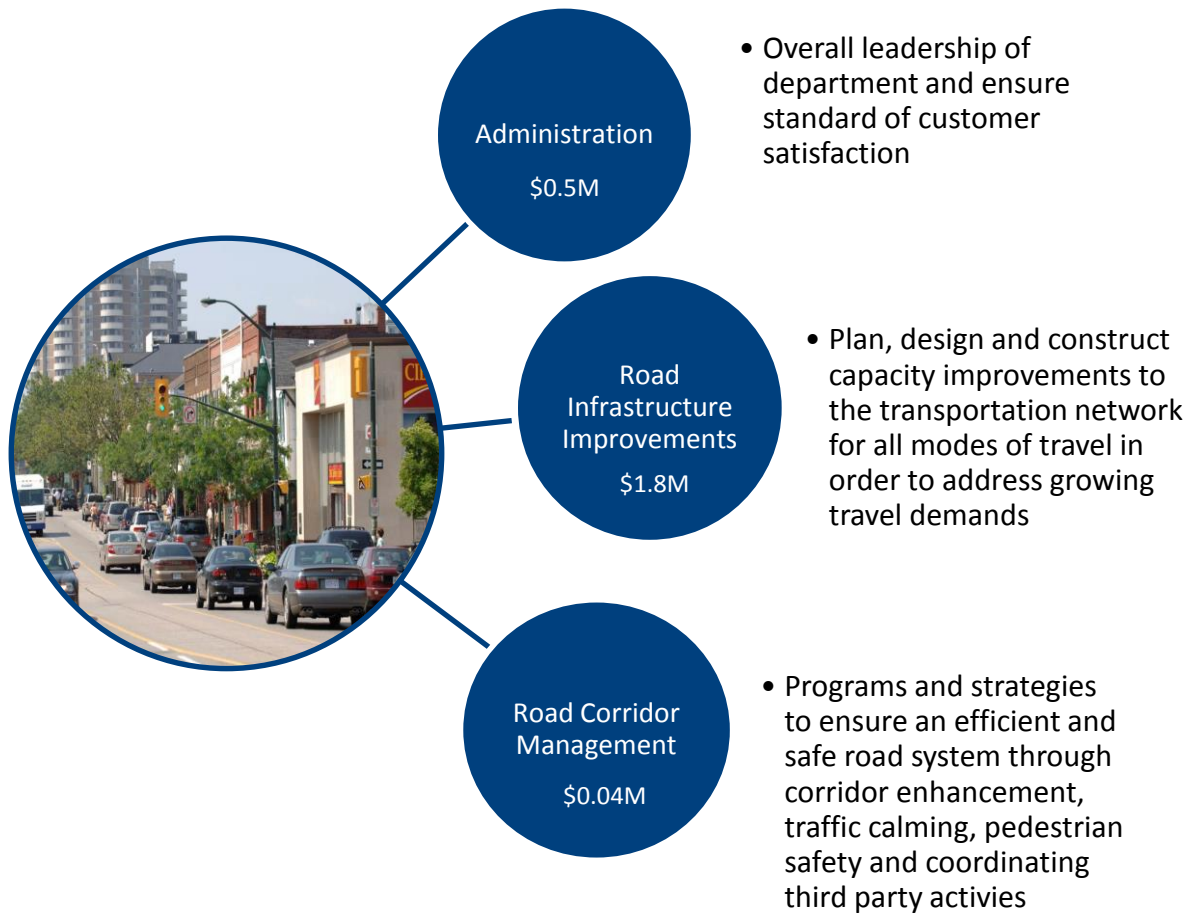 • Overall leadership of
department and ensure
standard of customer
satisfaction
Administration
$0.5M
• Plan, design and construct
capacity improvements to
the transportation network
for all modes of travel in
order to address growing
travel demands
Road
Infrastructure
Improvements
$1.8M
• Programs and strategies
to ensure an efficient and
safe road system through
corridor enhancement,
traffic calming, pedestrian
safety and coordinating
third party activies
Road Corridor
Management
$0.04M